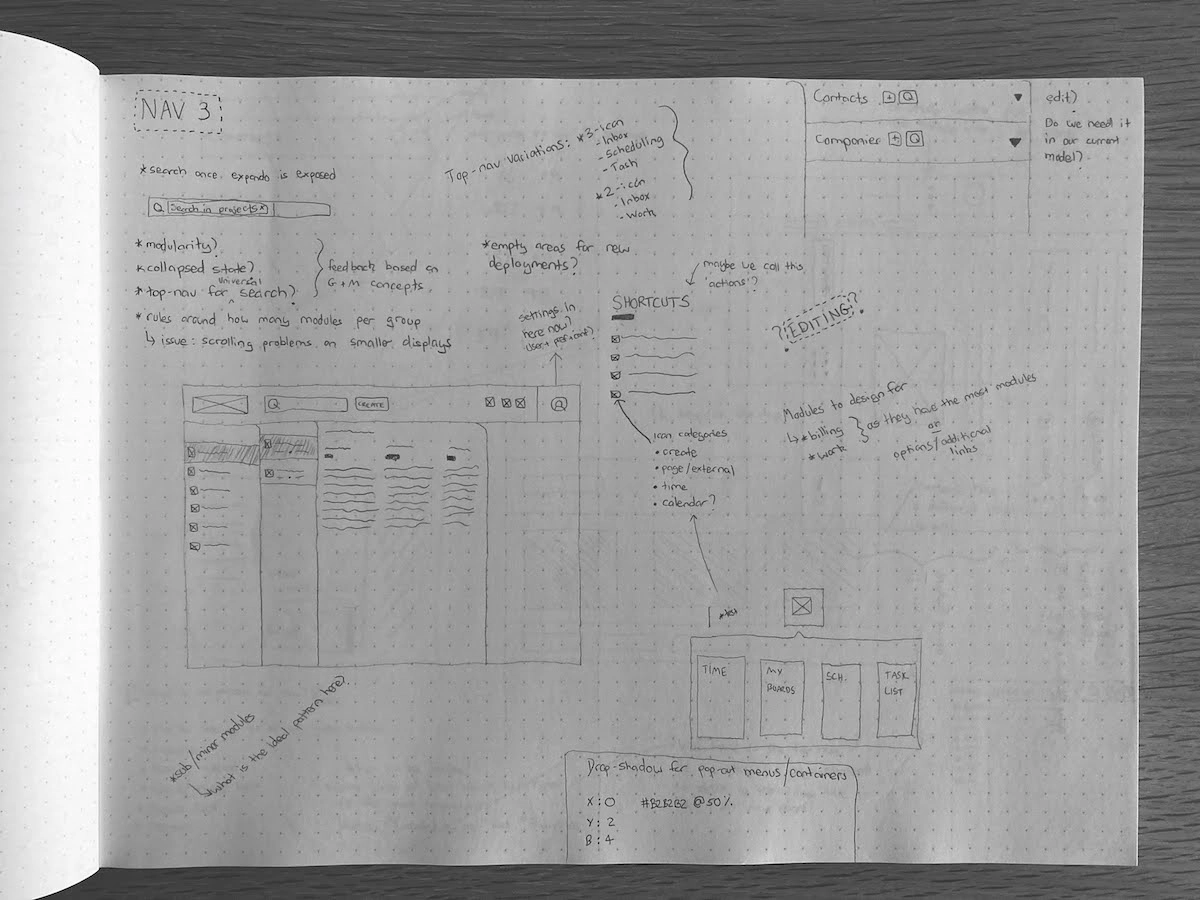 NAV 3
*search once expando is exposed
Search in projects x
*modularity?
*collapsed state?
universal
*top-nav for ^ search?
feedback based on
G+M concepts
*rules around how many modules per group
↳ issue: scrolling problems on smaller displays
Top-nav variations: *3-icon
-Inbox
-Scheduling
-Task
*2-icn
-Inbox
-Work
*empty areas for new
deployments?
settings in
here now?
maybe we call this
'actions'?
SHORTCUTS
Contacts
Companies
edit?
Do we need it
in our current
model?
?EDITING?
Modules to design for
↳ *billing
*work
as they have the most modules
or
options/additional
links
CREATE
icon categories
• create
• page/external
• time
• calendar?
*list
TIME
MY
BOARDS
SCH.
TASK
LIST
*sub/minor modules
↳ *what is the ideal pattern here?
Drop-shadow for pop-out menus/containers
X:0 #B2B2B2 @50%
Y:2
B:4